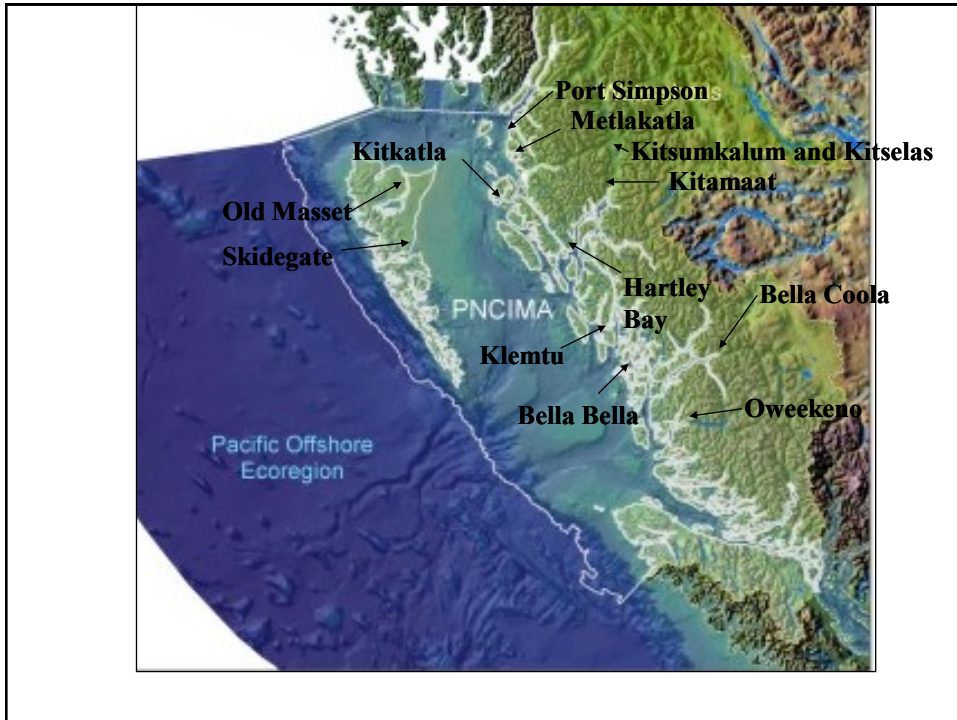 Port Simpson
Metlakatla
Kitkatla
Kitsumkalum and Kitselas
Kitamaat
Old Masset
Skidegate
Hartley
Bay
Bella Coola
PNCIMA
Klemtu
Bella Bella
Oweekeno
Pacific Offshore
Ecoregion